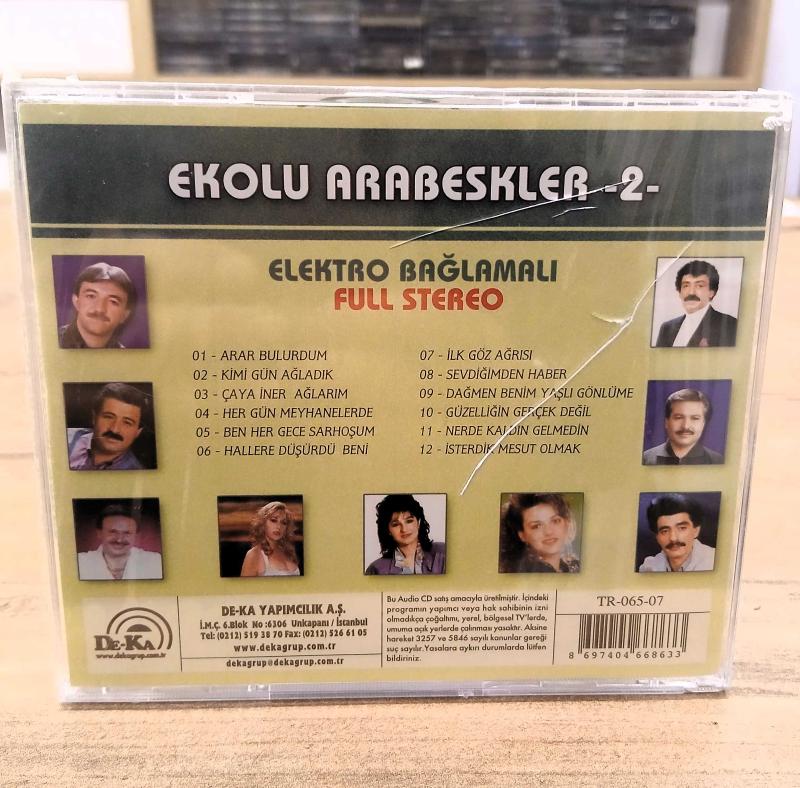 EKOLU ARABESKLER -2-
ELEKTRO BAĞLAMALI
FULL STEREO
01 - ARAR BULURDUM
02 - KİMİ GÜN AĞLADIK
03 - ÇAYA İNER AĞLARIM
04 - HER GÜN MEYHANELERDE
05 - BEN HER GECE SARHOŞUM
06 - HALLERE DÜŞÜRDÜ BENİ
07 - İLK GÖZ AĞRISI
08 - SEVDİĞİMDEN HABER
09 - DAĞMEN BENİM YAŞLI GÖNLÜME
10 - GÜZELLİĞİN GERÇEK DEĞİL
11 - NERDE KALDIN GELMEDİN
12 - İSTERDİK MESUT OLMAK
DE-KA
www.dekagrup.com.tr
DE-KA YAPIMCILIK A.Ş.
İ.M.Ç. 6.Blok No :6306 Unkapanı / İstanbul
Tel: (0212) 519 38 70 Fax: (0212) 526 61 05
www.dekagrup.com.tr
dekagrup@dekagrup.com.tr
Bu Audio CD satış amacıyla üretilmiştir. İçindeki
programın yapımcı veya hak sahibinin izni
olmadıkça çoğaltımı, yerel, bölgesel TV'lerde,
umuma açık yerlerde çalınması yasaktır. Aksine
hareket 3257 ve 5846 sayılı kanunlar gereği
suç sayılır.Yasalara aykırı durumlarda lütfen
bildiriniz.
TR-065-07
8 697404 668633